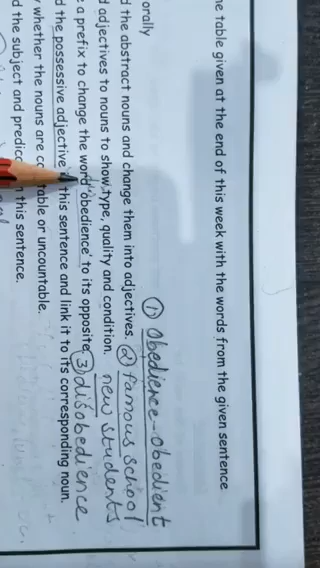 ne table given at the end of this week with the words from the given sentence
orally
d the abstract nouns and change them into adjectives.
d adjectives to nouns to show type, quality and condition.
a prefix to change the word 'obedience' to its opposite.
d the possessive adjective this sentence and link it to its corresponding noun.
whether the nouns are co table or uncountable.
d the subject and predica n this sentence.
① Obedience-obedient
② famous school
new students
③ disobedience